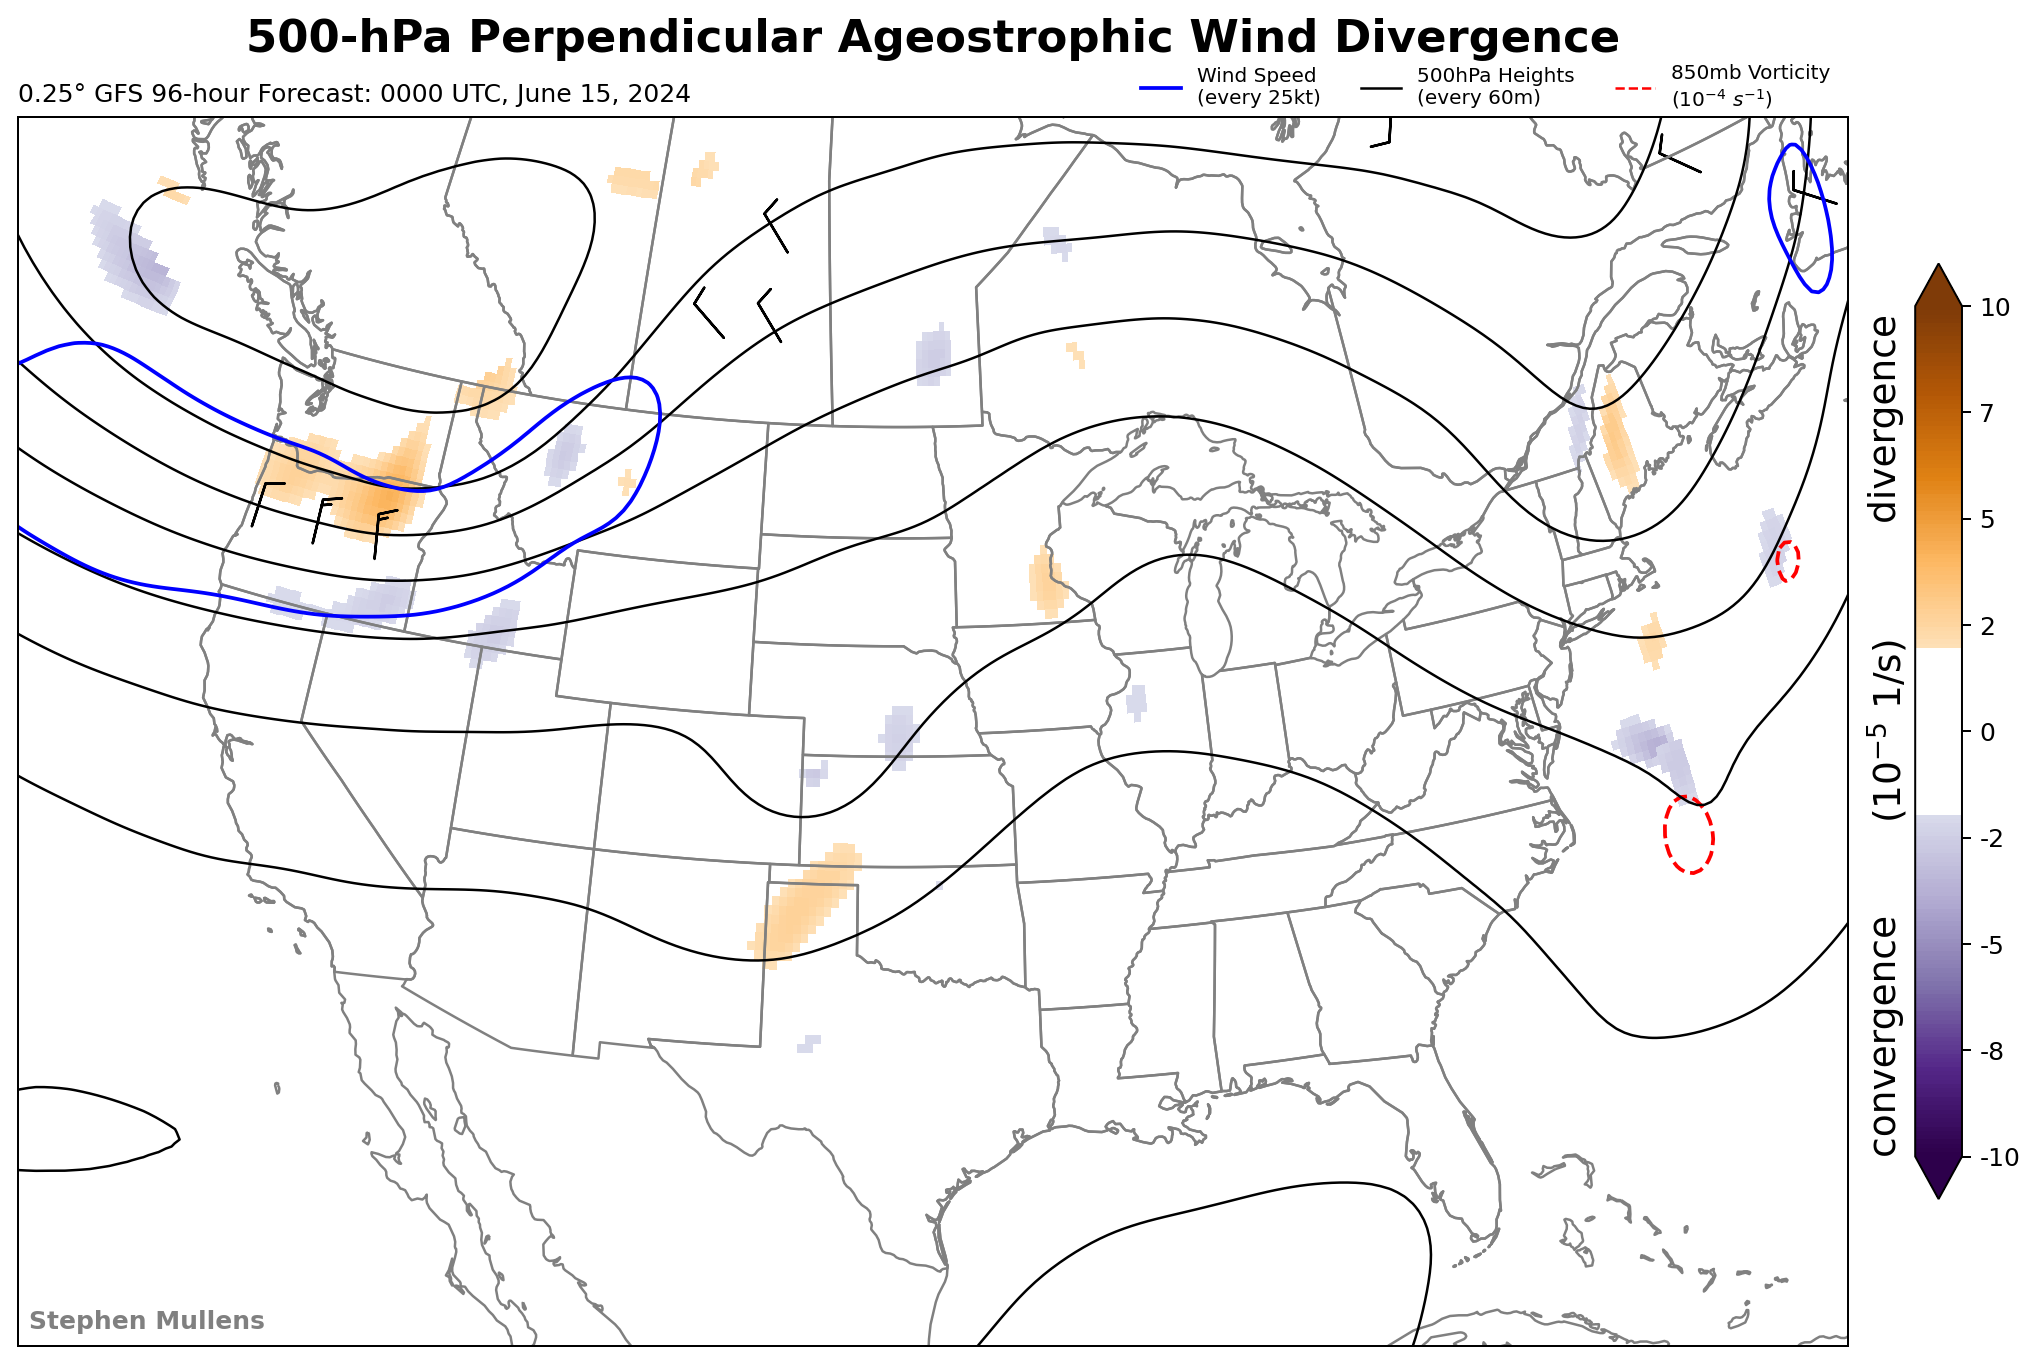 500-hPa Perpendicular Ageostrophic Wind Divergence
0.25° GFS 96-hour Forecast: 0000 UTC, June 15, 2024
Wind Speed
(every 25kt)
500hPa Heights
(every 60m)
850mb Vorticity
(10⁻⁴ s⁻¹)
10
7
5
2
0
-2
-5
-8
-10
convergence (10⁻⁵ 1/s) divergence
Stephen Mullens